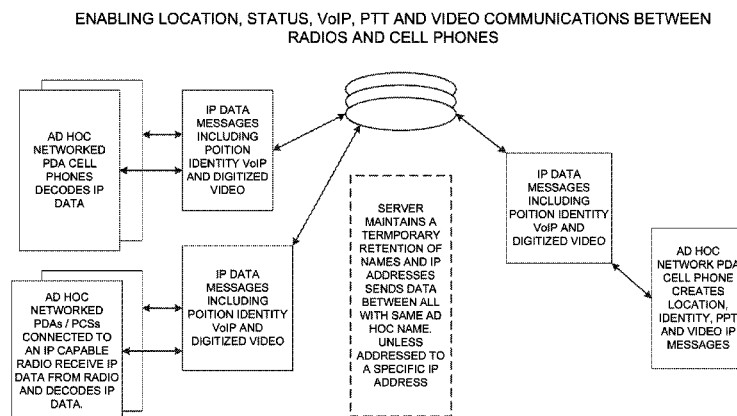 ENABLING LOCATION, STATUS, VoIP, PTT AND VIDEO COMMUNICATIONS BETWEEN
RADIOS AND CELL PHONES
AD HOC
NETWORKED
PDA CELL
PHONES
DECODES IP
DATA
IP DATA
MESSAGES
INCLUDING
POITION
IDENTITY VoIP
AND DIGITIZED
VIDEO
AD HOC
NETWORKED
PDAs / PCSs
CONNECTED TO
AN IP CAPABLE
RADIO RECEIVE IP
DATA FROM RADIO
AND DECODES IP
DATA.
IP DATA
MESSAGES
INCLUDING
POITION IDENTITY
VoIP AND
DIGITIZED VIDEO
SERVER
MAINTAINS A
TERMPORARY
RETENTION OF
NAMES AND IP
ADDRESSES
SENDS DATA
BETWEEN ALL
WITH SAME AD
HOC NAME.
UNLESS
ADDRESSED TO
A SPECIFIC IP
ADDRESS
IP DATA
MESSAGES
INCLUDING
POITION IDENTITY
VoIP AND
DIGITIZED VIDEO
AD HOC
NETWORK PDA
CELL PHONE
CREATES
LOCATION,
IDENTITY, PPT
AND VIDEO IP
MESSAGES